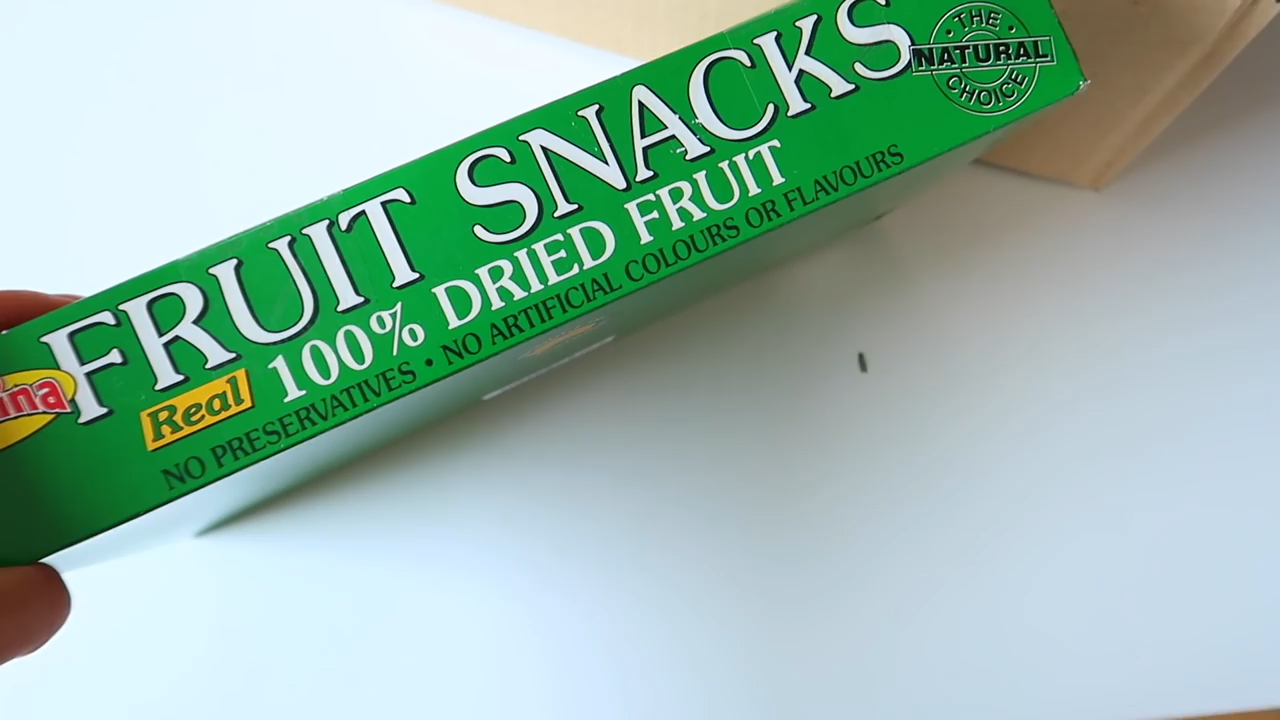 FRUIT SNACKS
Real 100% DRIED FRUIT
NO PRESERVATIVES • NO ARTIFICIAL COLOURS OR FLAVOURS
THE
NATURAL
CHOICE